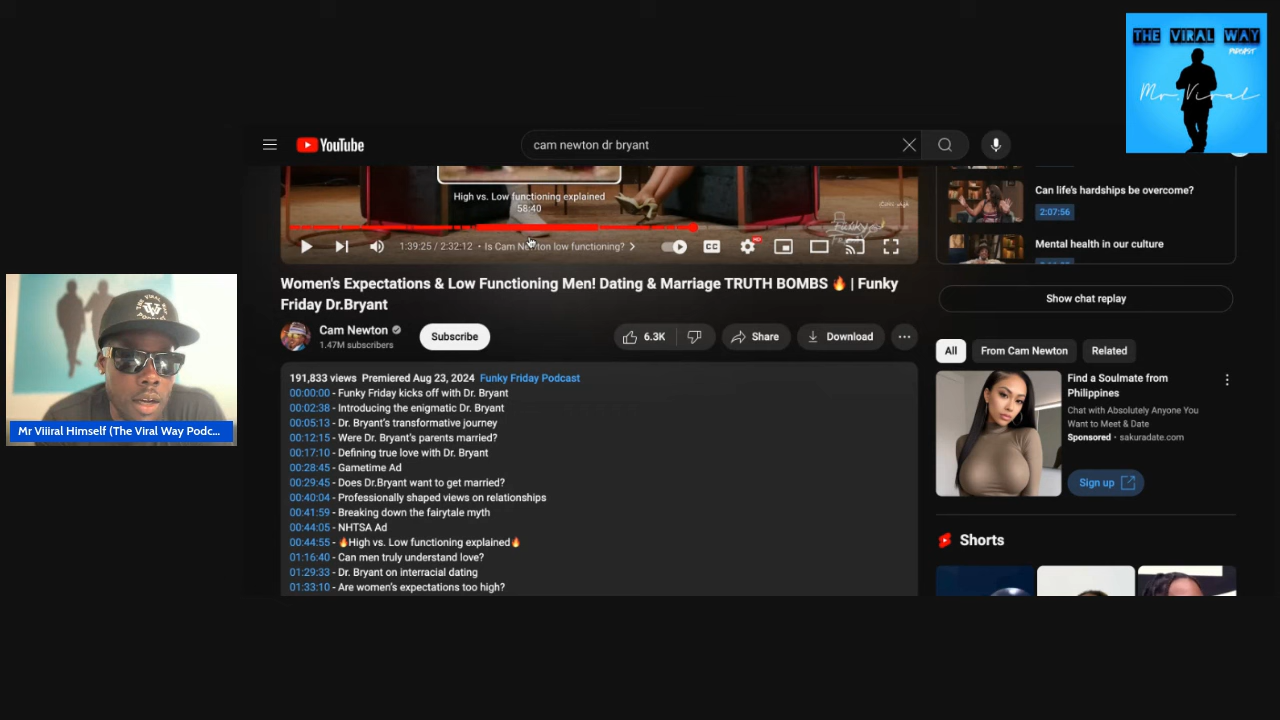 THE VIRAL WAY
PODCAST
Mr. Viral
YouTube
cam newton dr bryant
High vs. Low functioning explained
58:40
1:39:25 / 2:32:12 • Is Cam Newton low functioning?
CC
HD
Can life's hardships be overcome?
2:07:56
Mental health in our culture
Show chat replay
Women's Expectations & Low Functioning Men! Dating & Marriage TRUTH BOMBS 🔥 | Funky
Friday Dr.Bryant
Cam Newton
1.47M subscribers
Subscribe
6.3K
Share
Download
All
From Cam Newton
Related
191,833 views Premiered Aug 23, 2024 Funky Friday Podcast
00:00:00 - Funky Friday kicks off with Dr. Bryant
00:02:38 - Introducing the enigmatic Dr. Bryant
00:05:13 - Dr. Bryant's transformative journey
00:12:15 - Were Dr. Bryant's parents married?
00:17:10 - Defining true love with Dr. Bryant
00:28:45 - Gametime Ad
00:29:45 - Does Dr.Bryant want to get married?
00:40:04 - Professionally shaped views on relationships
00:41:59 - Breaking down the fairytale myth
00:44:05 - NHTSA Ad
00:44:55 - 🔥High vs. Low functioning explained🔥
01:16:40 - Can men truly understand love?
01:29:33 - Dr. Bryant on interracial dating
01:33:10 - Are women's expectations too high?
Find a Soulmate from
Philippines
Chat with Absolutely Anyone You
Want to Meet & Date
Sponsored • sakuradate.com
Sign up
Shorts
THE VIRAL WAY
Mr Viiiral Himself (The Viral Way Podc...